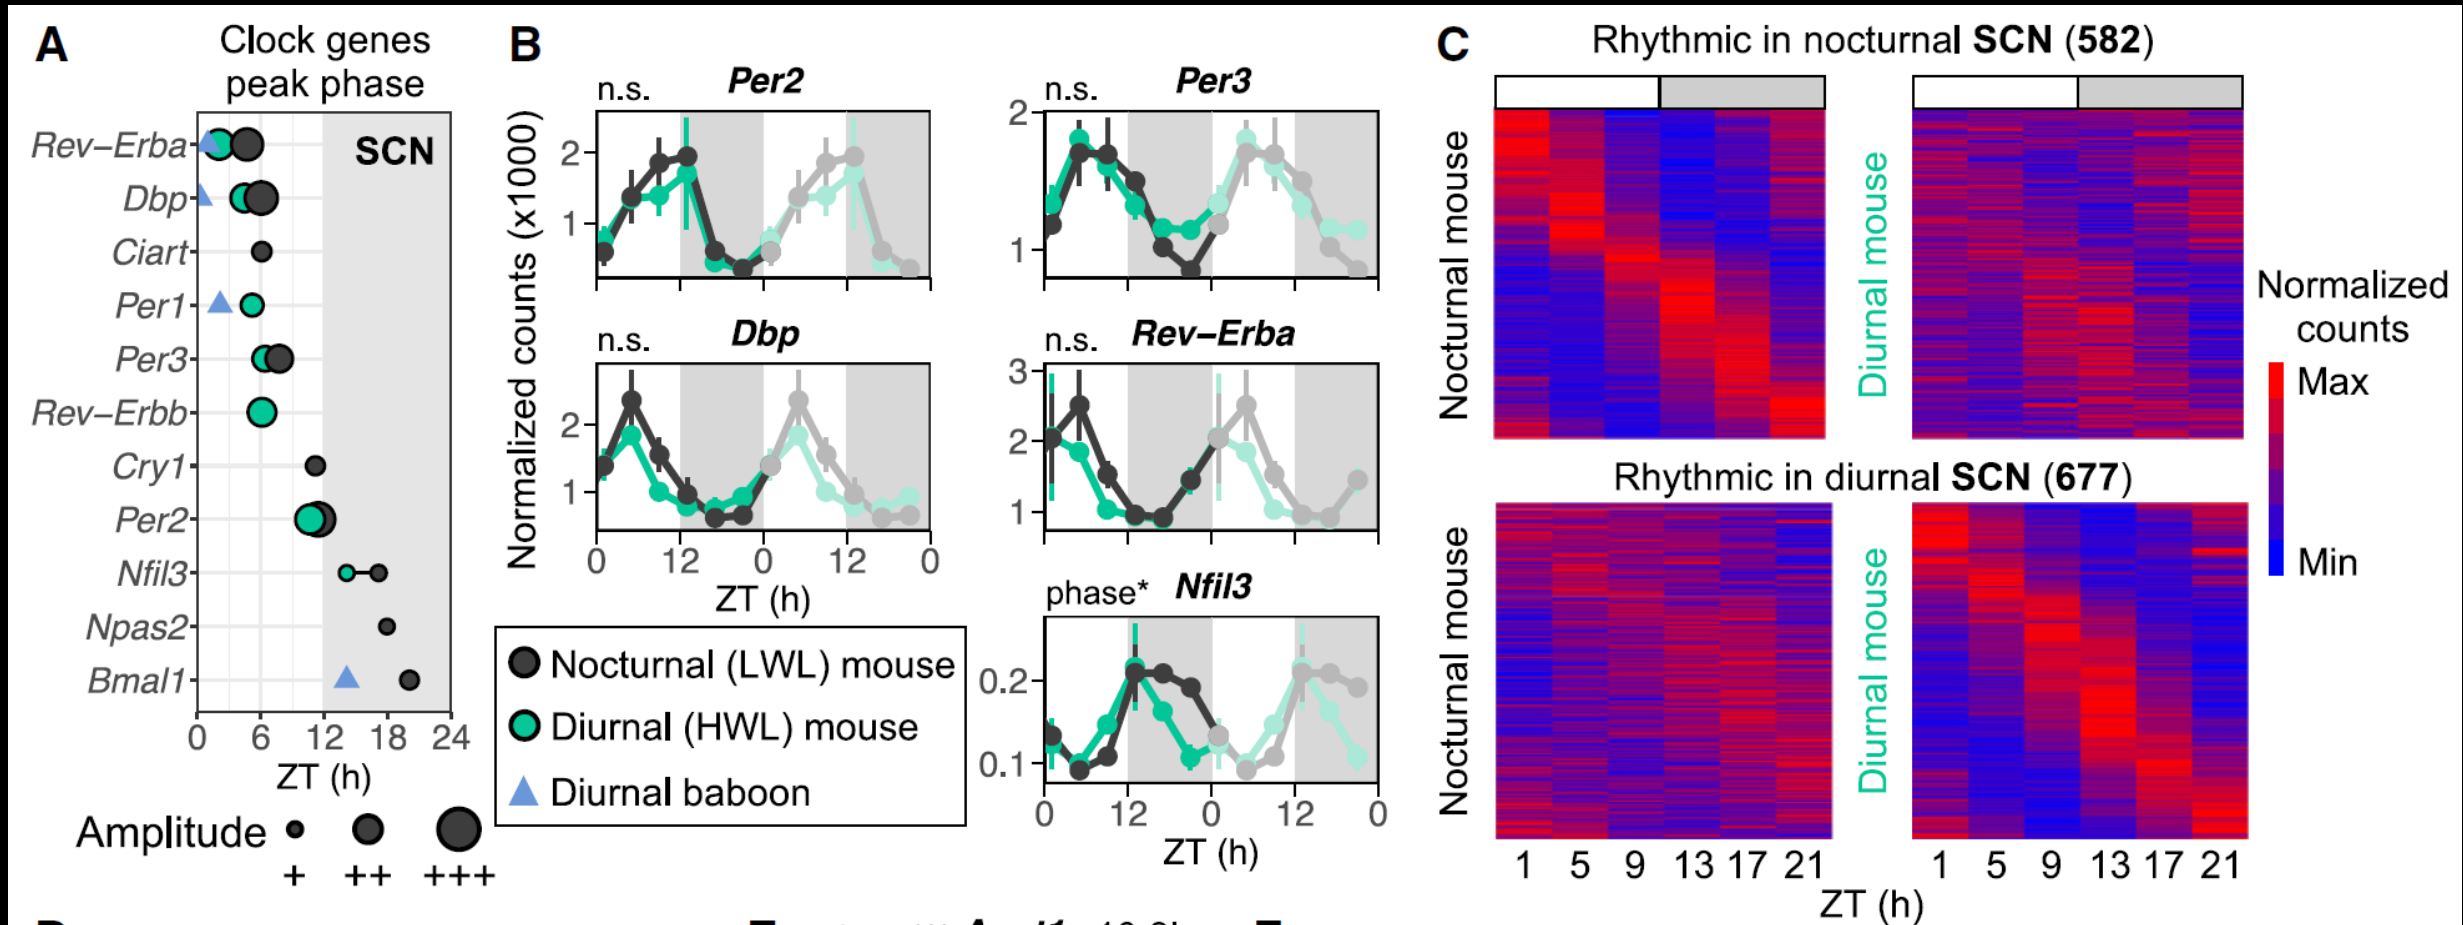 A
Clock genes
peak phase
SCN
Rev–Erba
Dbp
Ciart
Per1
Per3
Rev–Erbb
Cry1
Per2
Nfil3
Npas2
Bmal1
0 6 12 18 24
ZT (h)
Amplitude
+ ++ +++
B
Normalized counts (x1000)
n.s. Per2
2
1
n.s. Per3
2
1
n.s. Dbp
2
1
0 12 0 12 0
ZT (h)
n.s. Rev–Erba
3
2
1
phase* Nfil3
0.2
0.1
0 12 0 12 0
ZT (h)
Nocturnal (LWL) mouse
Diurnal (HWL) mouse
Diurnal baboon
C
Rhythmic in nocturnal SCN (582)
Nocturnal mouse
Diurnal mouse
Rhythmic in diurnal SCN (677)
Nocturnal mouse
Diurnal mouse
1 5 9 13 17 21
1 5 9 13 17 21
ZT (h)
Normalized
counts
Max
Min